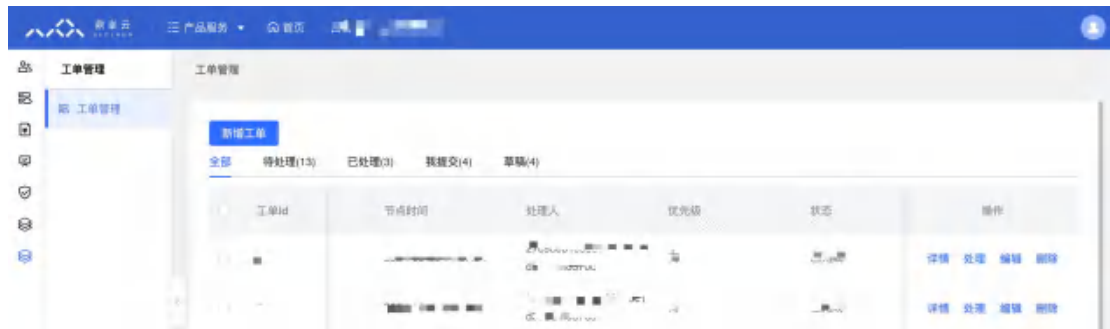 产品服务 首页
工单管理 工单管理
工单管理
新增工单
全部 待处理(13) 已处理(3) 我提交(4) 草稿(4)
工单Id 节点时间 处理人 优先级 状态 操作
详情 处理 编辑 删除
详情 处理 编辑 删除